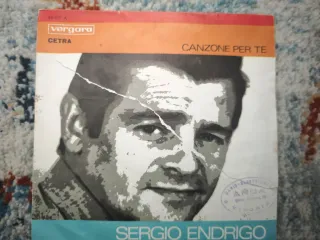 vergara
CETRA
CANZONE PER TE
SERGIO ENDRIGO